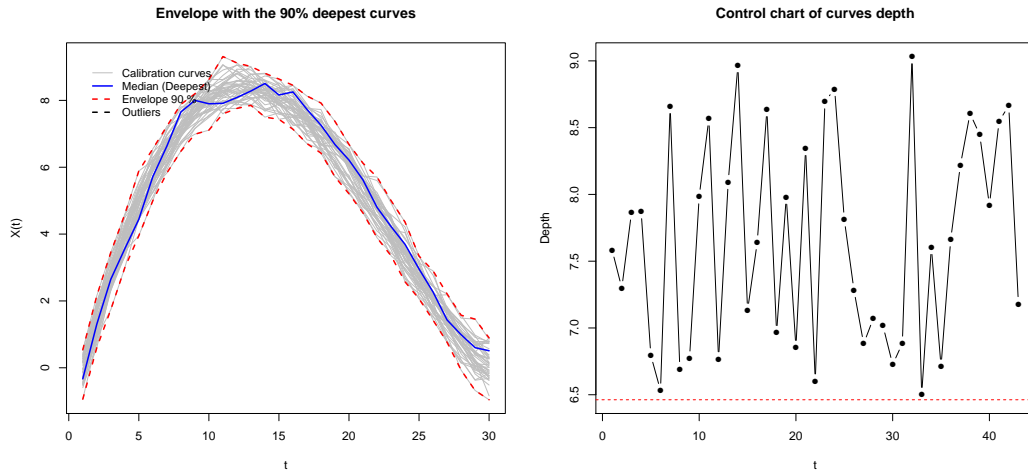 Envelope with the 90% deepest curves
Calibration curves
Median (Deepest)
Envelope 90 %
Outliers
X(t)
0 2 4 6 8
0 5 10 15 20 25 30
t
Control chart of curves depth
Depth
6.5 7.0 7.5 8.0 8.5 9.0
0 10 20 30 40
t